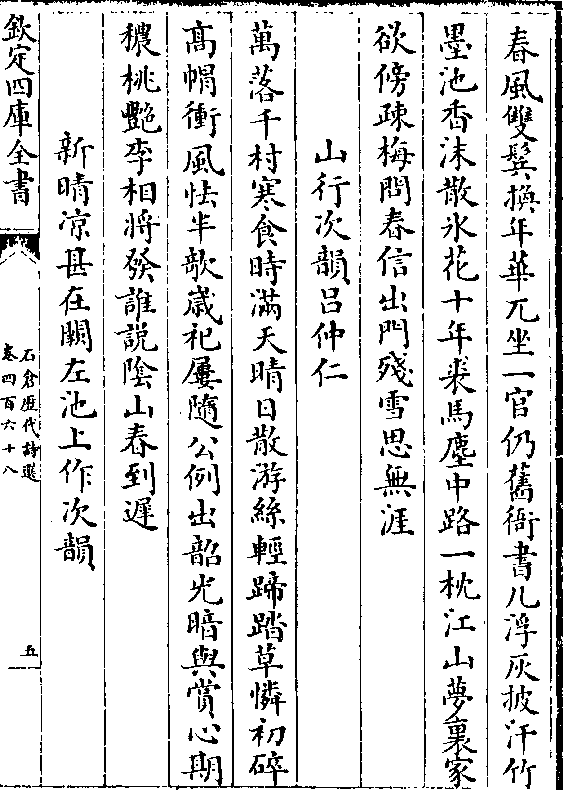 春風雙鬂換年華兀坐一官仍舊衙書几浮灰披汗竹
墨池香沫散氷花十年裘馬塵中路一枕江山夢裏家
欲傍疎梅問春信出門殘雪思無涯
山行次韻吕仲仁
萬落千村寒食時滿天晴日散游絲輕蹄踏草憐初碎
髙帽衝風怯半欹嵗祀屢隨公例出韶光暗與賞心期
穠桃艷李相將發誰説隂山春到遲
新晴凉甚在闕左池上作次韻
欽定四庫全書
石倉歴代詩選
卷四百六十八
五